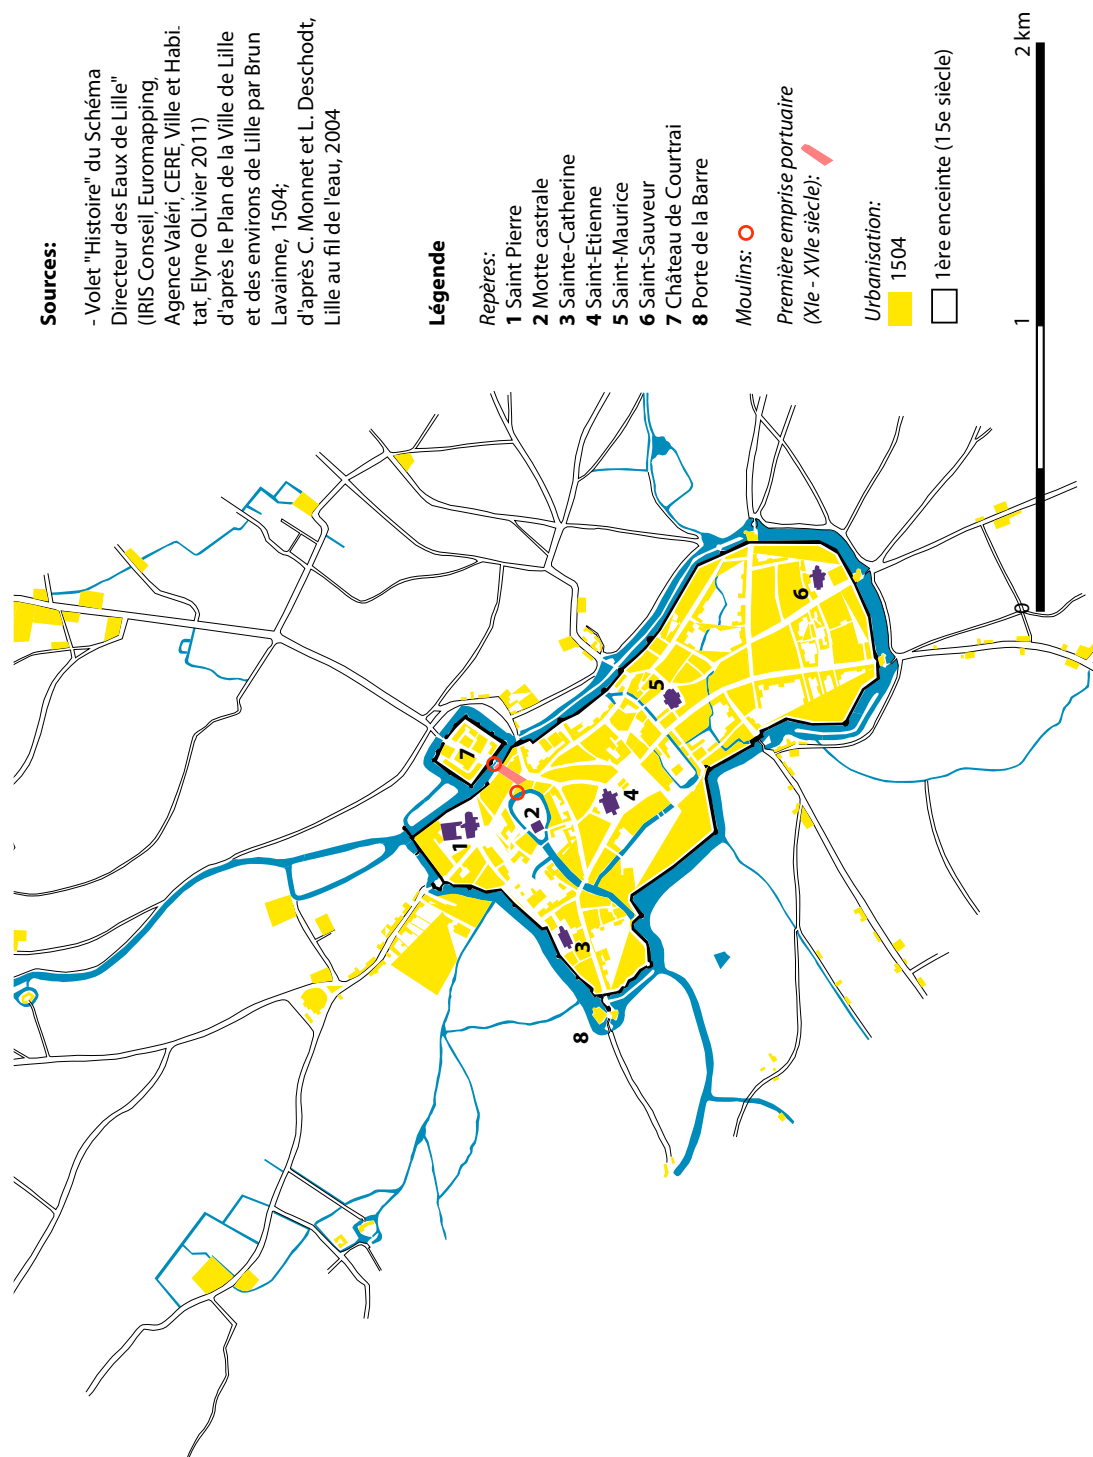 Sources:
- Volet "Histoire" du Schéma
Directeur des Eaux de Lille"
(IRIS Conseil, Euromapping,
Agence Valéri, CERE, Ville et Habi-
tat, Elyne OLivier 2011)
d'après le Plan de la Ville de Lille
et des environs de Lille par Brun
Lavainne, 1504;
d'après C. Monnet et L. Deschodt,
Lille au fil de l'eau, 2004
Légende
Repères:
1 Saint Pierre
2 Motte castrale
3 Sainte-Catherine
4 Saint-Etienne
5 Saint-Maurice
6 Saint-Sauveur
7 Château de Courtrai
8 Porte de la Barre
Moulins:
Première emprise portuaire
(XIe - XVIe siècle):
Urbanisation:
1504
1ère enceinte (15e siècle)
0 1 2 km
1
2
3
4
5
6
7
8